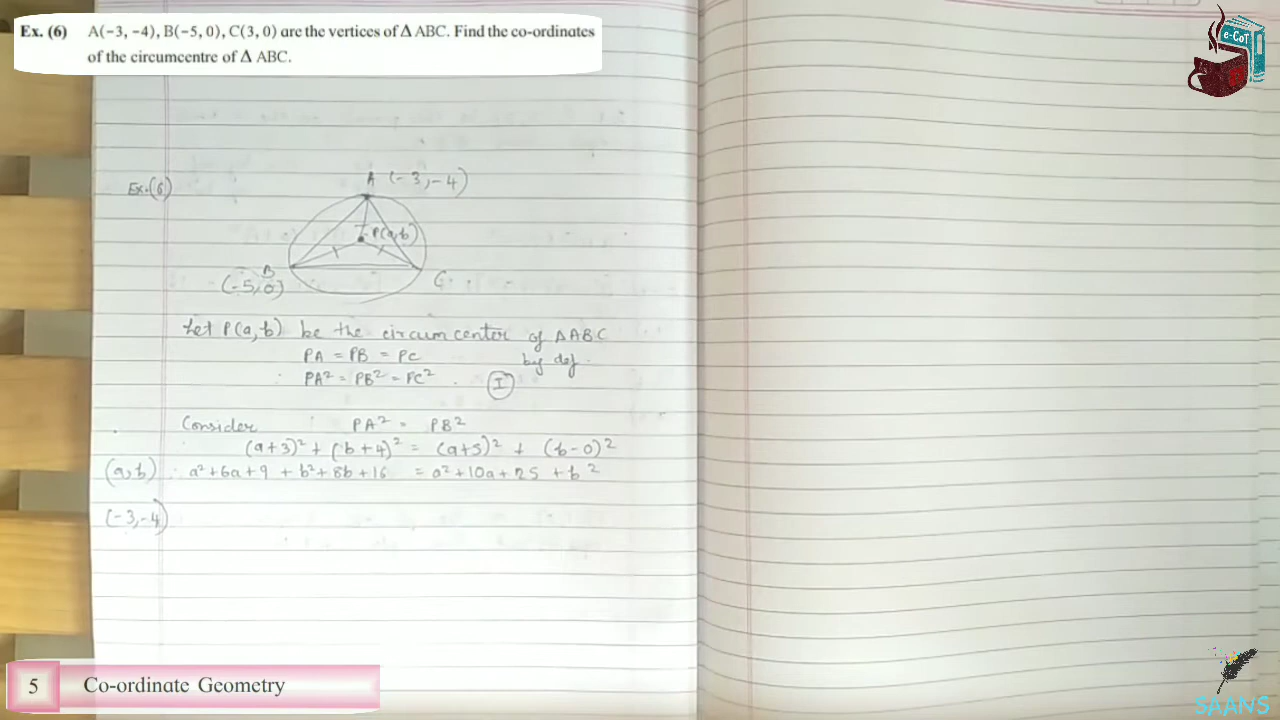 Ex. (6) A(−3, −4), B(−5, 0), C(3, 0) are the vertices of Δ ABC. Find the co-ordinates
of the circumcentre of Δ ABC.
e-CoT
Ex.(6)
A (-3,-4)
P(a,b)
B
(-5,0)
C
Let P(a,b) be the circumcenter of ΔABC
PA = PB = PC by def.
PA² = PB² = PC². I
Consider PA² = PB²
(a+3)² + (b+4)² = (a+5)² + (b-0)²
(a,b) ∴ a²+6a+9 + b²+8b+16 = a²+10a+25 +b²
(-3,-4)
5 Co-ordinate Geometry
SAANS